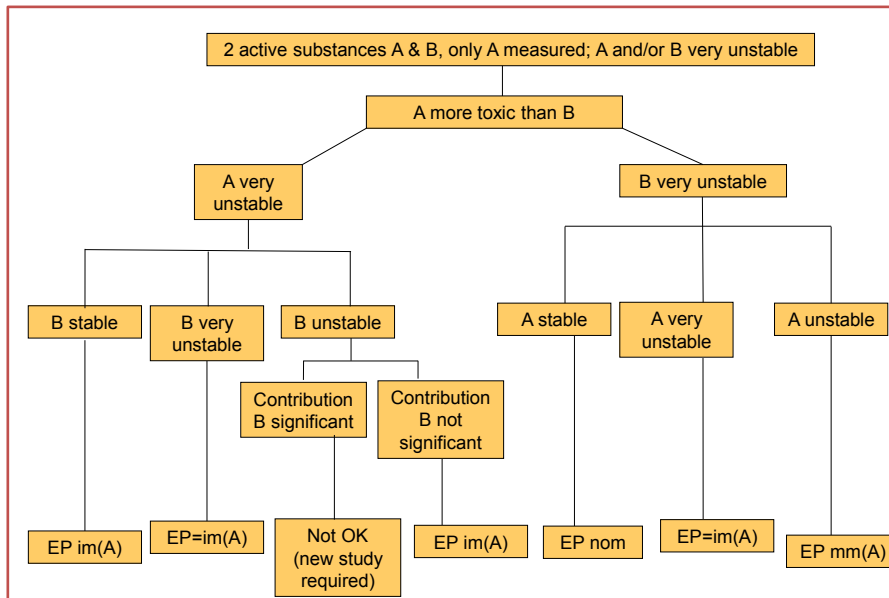 2 active substances A & B, only A measured; A and/or B very unstable
A more toxic than B
A very
unstable
B very unstable
B stable
B very
unstable
B unstable
A stable
A very
unstable
A unstable
Contribution
B significant
Contribution
B not
significant
EP im(A)
EP=im(A)
Not OK
(new study
required)
EP im(A)
EP nom
EP=im(A)
EP mm(A)